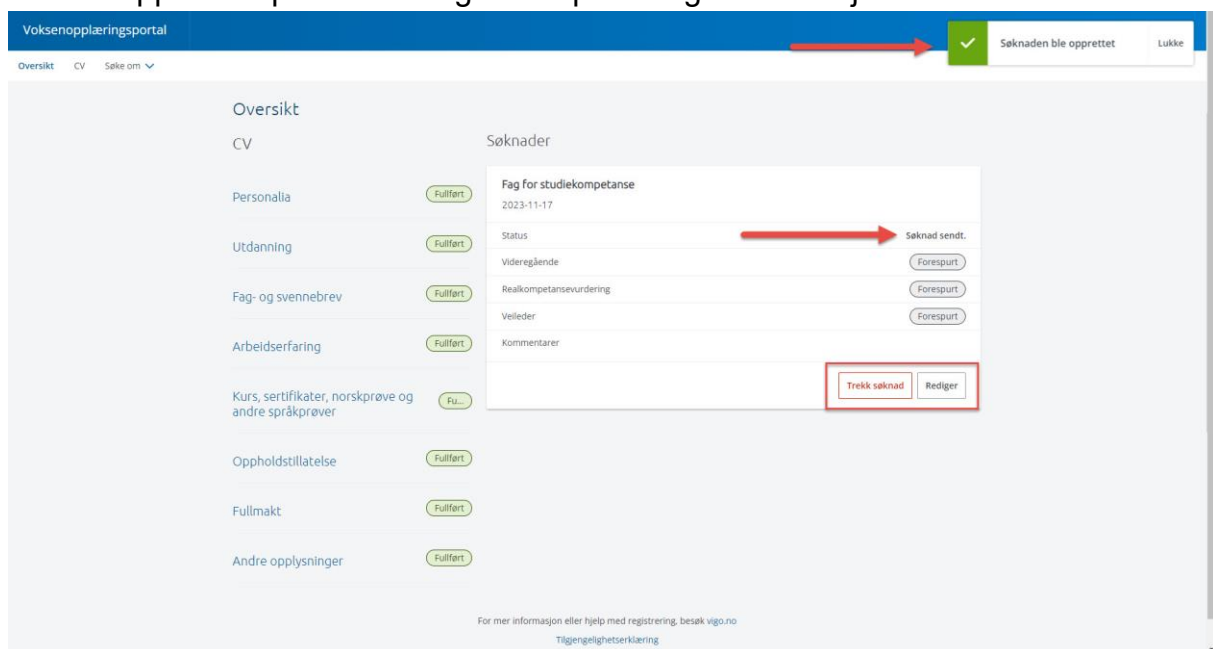 Voksenopplæringsportal
Søknaden ble opprettet
Lukke
Oversikt CV Søke om
Oversikt
CV
Personalia Fullført
Utdanning Fullført
Fag- og svennebrev Fullført
Arbeidserfaring Fullført
Kurs, sertifikater, norskprøve og
andre språkprøver
Fu...
Oppholdstillatelse Fullført
Fullmakt Fullført
Andre opplysninger Fullført
Søknader
Fag for studiekompetanse
2023-11-17
Status Søknad sendt.
Videregående Forespurt
Realkompetansevurdering Forespurt
Veileder Forespurt
Kommentarer
Trekk søknad Rediger
For mer informasjon eller hjelp med registrering, besøk vigo.no
Tilgjengelighetserklæring